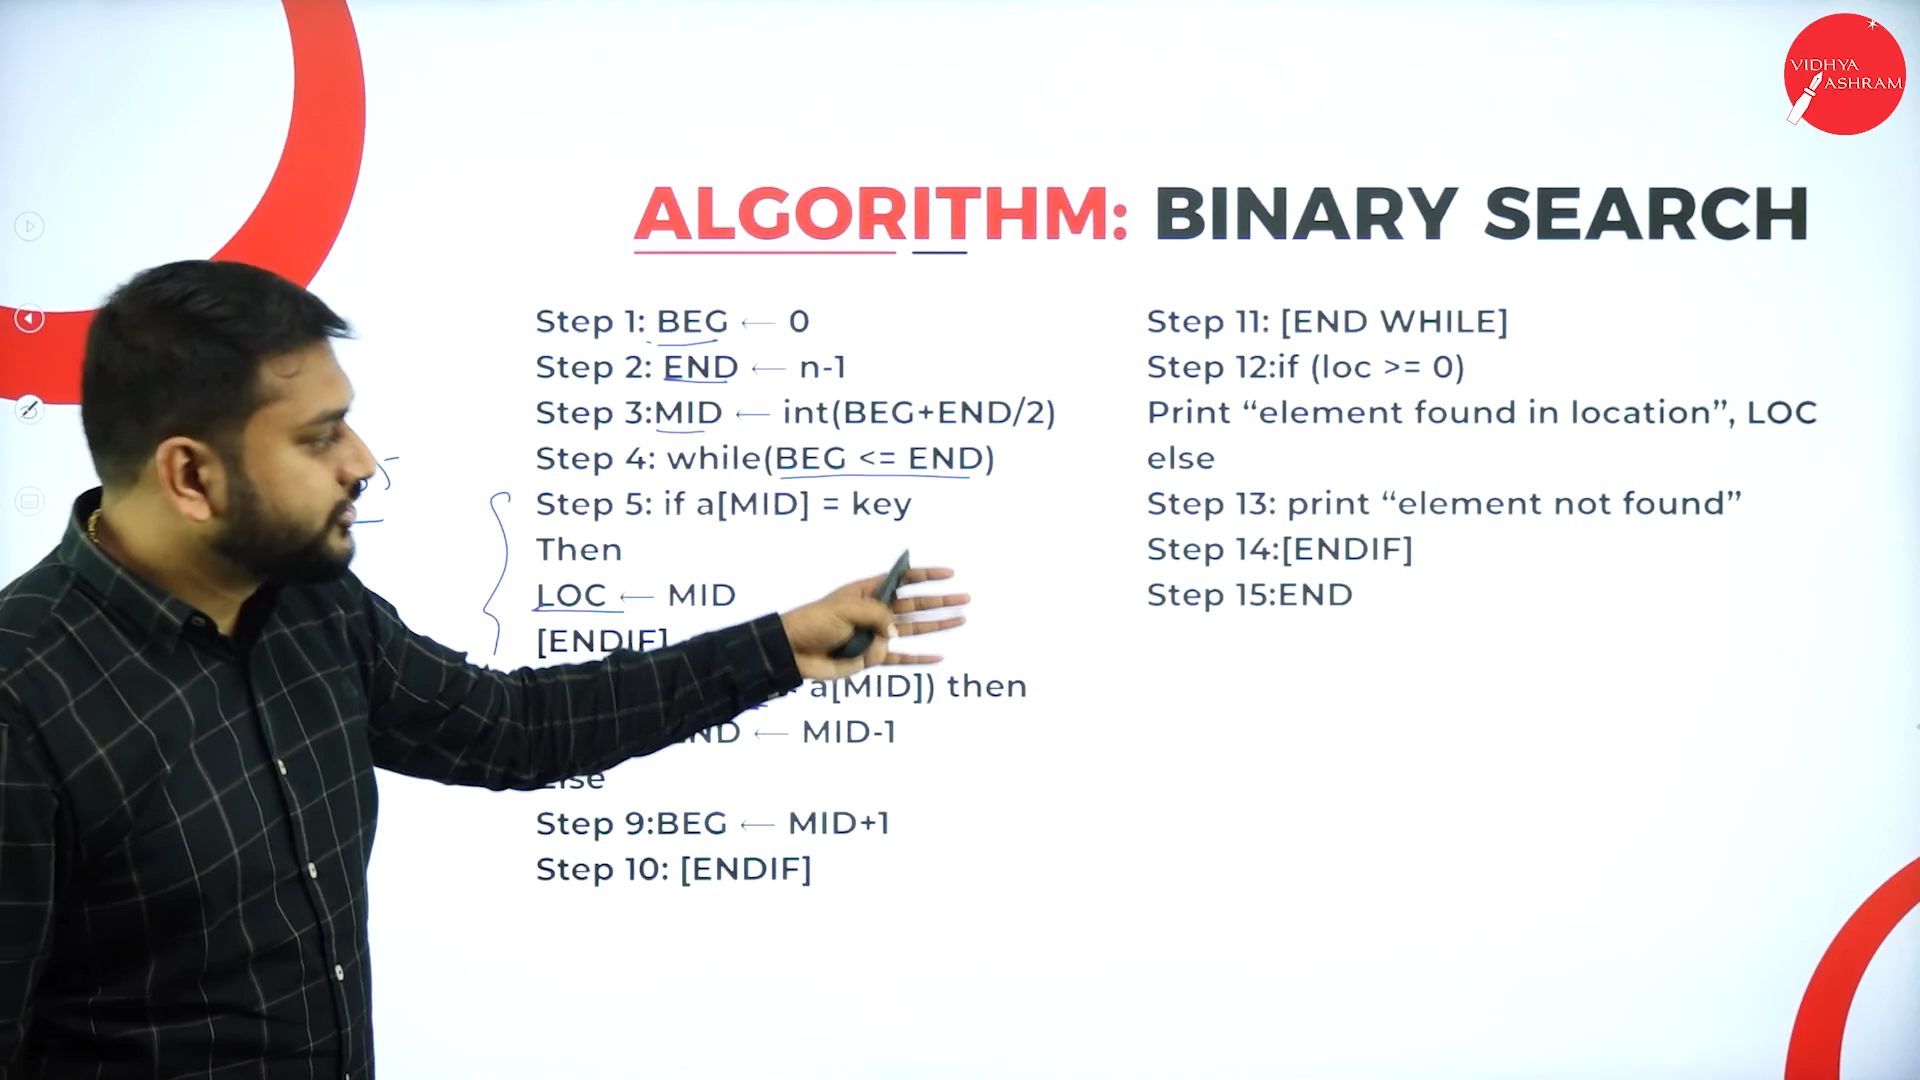 VIDHYA
ASHRAM
ALGORITHM: BINARY SEARCH
Step 1: BEG ← 0
Step 2: END ← n-1
Step 3:MID ← int(BEG+END/2)
Step 4: while(BEG <= END)
Step 5: if a[MID] = key
Then
LOC ← MID
[ENDIF]
a[MID]) then
END ← MID-1
Else
Step 9:BEG ← MID+1
Step 10: [ENDIF]
Step 11: [END WHILE]
Step 12:if (loc >= 0)
Print “element found in location”, LOC
else
Step 13: print “element not found”
Step 14:[ENDIF]
Step 15:END